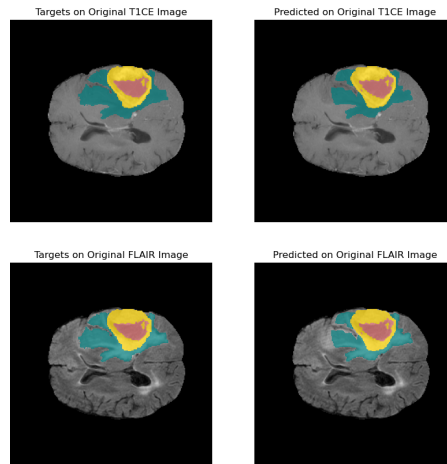 Targets on Original T1CE Image
Predicted on Original T1CE Image
Targets on Original FLAIR Image
Predicted on Original FLAIR Image